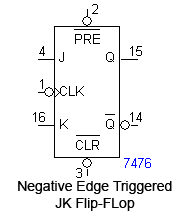 2
PRE
4 J Q̅ 15
1 CLK
16 K Q̅ 14
CLR
3 7476
Negative Edge Triggered
JK Flip-FLop